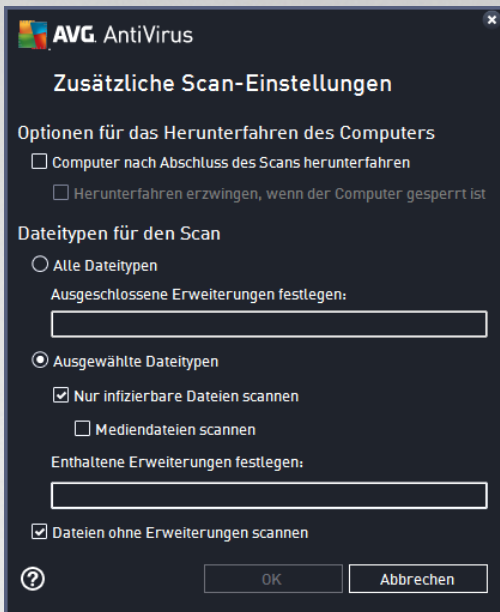 AVG AntiVirus
Zusätzliche Scan-Einstellungen
Optionen für das Herunterfahren des Computers
Computer nach Abschluss des Scans herunterfahren
Herunterfahren erzwingen, wenn der Computer gesperrt ist
Dateitypen für den Scan
Alle Dateitypen
Ausgeschlossene Erweiterungen festlegen:
Ausgewählte Dateitypen
Nur infizierbare Dateien scannen
Mediendateien scannen
Enthaltene Erweiterungen festlegen:
Dateien ohne Erweiterungen scannen
? OK Abbrechen